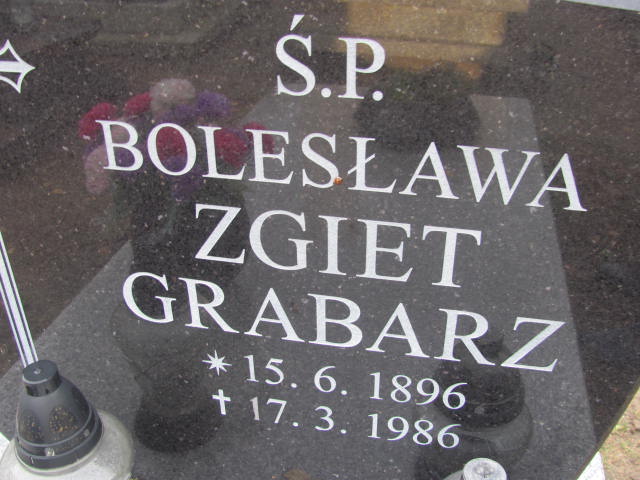 Ś.P.
BOLESŁAWA
ZGIET
GRABARZ
* 15. 6. 1896
† 17. 3. 1986